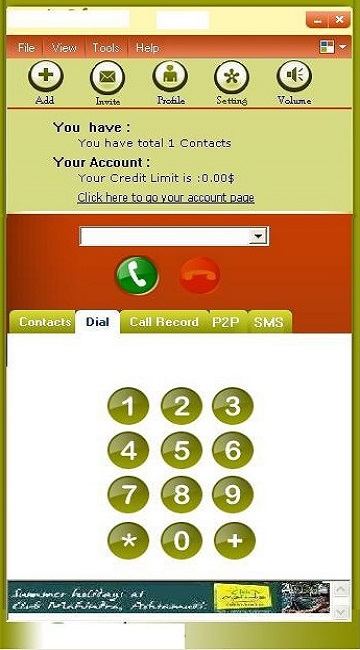 File View Tools Help
Add Invite Profile Setting Volume
You have :
You have total 1 Contacts
Your Account :
Your Credit Limit is :0.00$
Click here to go your account page
Contacts Dial Call Record P2P SMS
1 2 3
4 5 6
7 8 9
* 0 +
Summer holidays at
Club Mahindra, Ashtamudi.